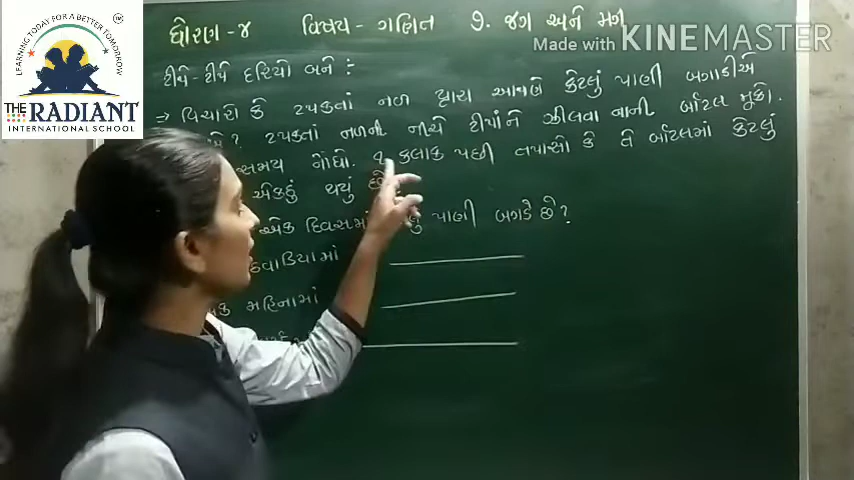 LEARNING TODAY FOR A BETTER TOMORROW
THE RADIANT
INTERNATIONAL SCHOOL
Made with KINEMASTER
ધોરણ-૪ વિષય- ગણિત ૭. જગ અને મગ
ટીપે-ટીપે દરિયો બને :-
⇒ વિચારો કે ટપકતાં નળ દ્વારા આપણે કેટલું પાણી બગાડીએ
? ટપકતાં નળની નીચે ટીપાંને ઝીલવા નાની બોટલ મૂકો.
સમય નોંધો. ૧ કલાક પછી તપાસો કે તે બોટલમાં કેટલું
એકઠું થયું છે
એક દિવસમાં પાણી બગડે છે?
મહિનામાં